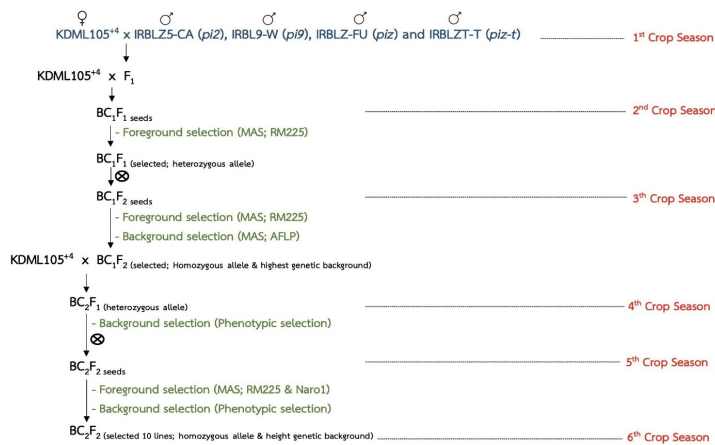 ♀ ♂ ♂ ♂ ♂
KDML105+4 x IRBLZ5-CA (pi2), IRBL9-W (pi9), IRBLZ-FU (piz) and IRBLZT-T (piz-t)
1st Crop Season
KDML105+4 x F1
BC1F1 seeds
2nd Crop Season
- Foreground selection (MAS; RM225)
BC1F1 (selected; heterozygous allele)
⊗
BC1F2 seeds
3th Crop Season
- Foreground selection (MAS; RM225)
- Background selection (MAS; AFLP)
KDML105+4 x BC1F2 (selected; Homozygous allele & highest genetic background)
BC2F1 (heterozygous allele)
4th Crop Season
- Background selection (Phenotypic selection)
⊗
BC2F2 seeds
5th Crop Season
- Foreground selection (MAS; RM225 & Naro1)
- Background selection (Phenotypic selection)
BC2F2 (selected 10 lines; homozygous allele & height genetic background)
6th Crop Season